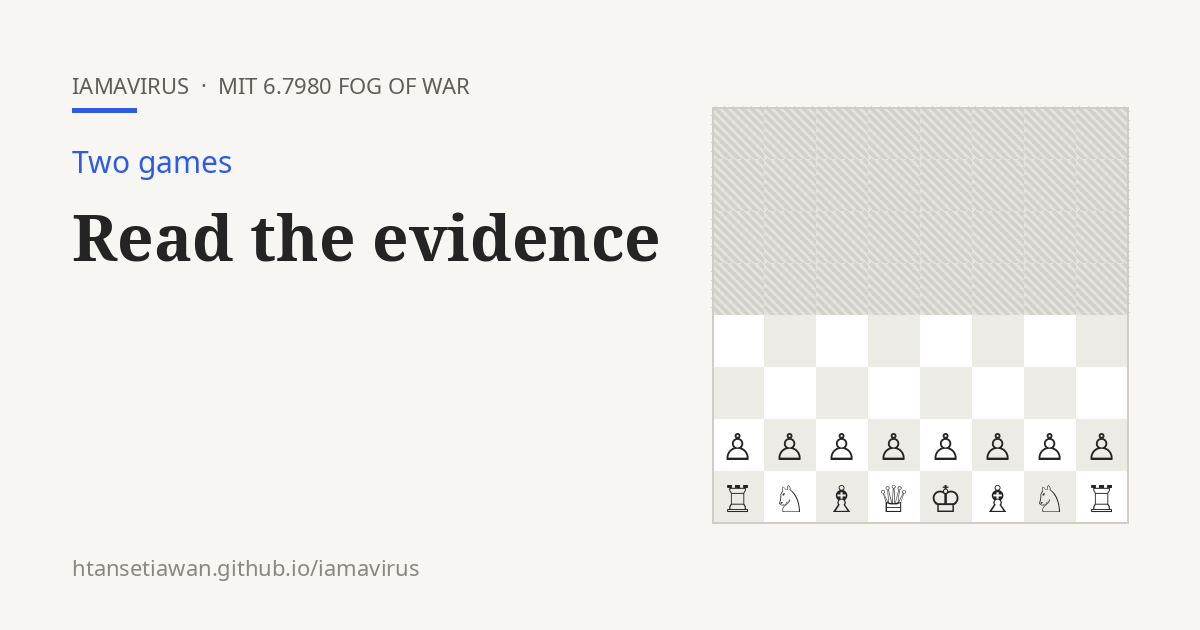 IAMAVIRUS · MIT 6.7980 FOG OF WAR
Two games
Read the evidence
htansetiawan.github.io/iamavirus